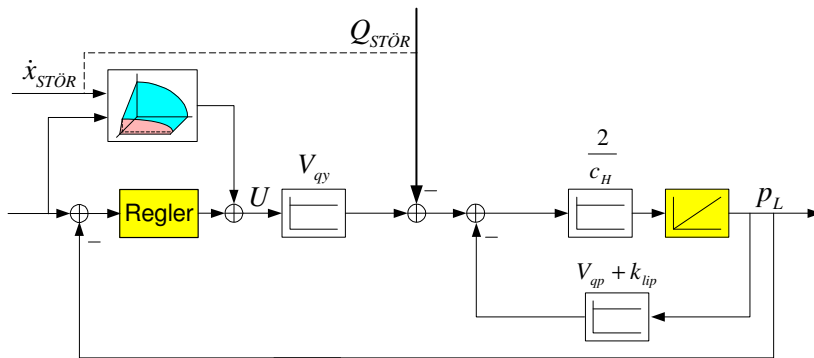 Q_STÖR
ẋ_STÖR
V_qy
2
c_H
Regler
U
p_L
V_qp + k_lip